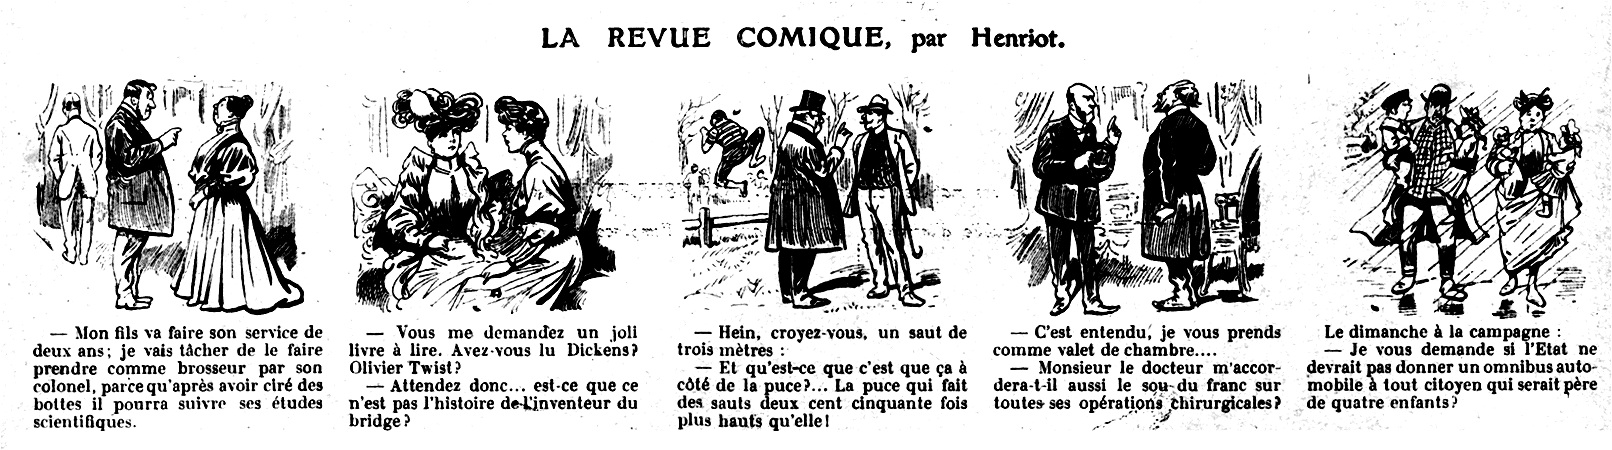 LA REVUE COMIQUE, par Henriot.
— Mon fils va faire son service de
deux ans; je vais tâcher de le faire
prendre comme brosseur par son
colonel, parce qu'après avoir ciré des
bottes il pourra suivre ses études
scientifiques.
— Vous me demandez un joli
livre à lire. Avez-vous lu Dickens?
Olivier Twist?
— Attendez donc... est-ce que ce
n'est pas l'histoire de l'inventeur du
bridge?
— Hein, croyez-vous, un saut de
trois mètres :
— Et qu'est-ce que c'est que ça à
côté de la puce?... La puce qui fait
des sauts deux cent cinquante fois
plus hauts qu'elle!
— C'est entendu, je vous prends
comme valet de chambre....
— Monsieur le docteur m'accor-
dera-t-il aussi le sou du franc sur
toutes ses opérations chirurgicales?
Le dimanche à la campagne :
— Je vous demande si l'Etat ne
devrait pas donner un omnibus auto-
mobile à tout citoyen qui serait père
de quatre enfants?